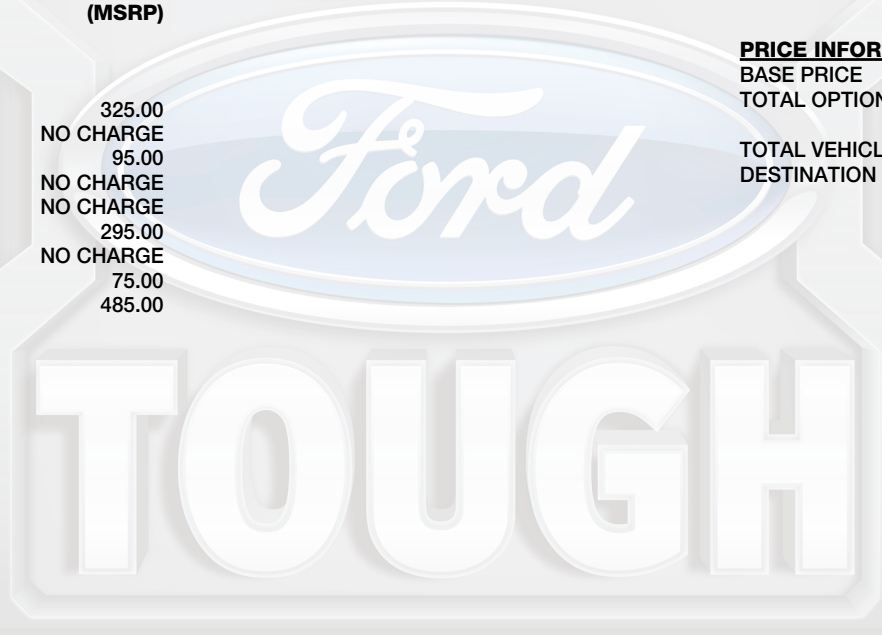 (MSRP)
325.00
NO CHARGE
95.00
NO CHARGE
NO CHARGE
295.00
NO CHARGE
75.00
485.00
PRICE INFOR
BASE PRICE
TOTAL OPTION
TOTAL VEHICL
DESTINATION
Ford
TOUGH